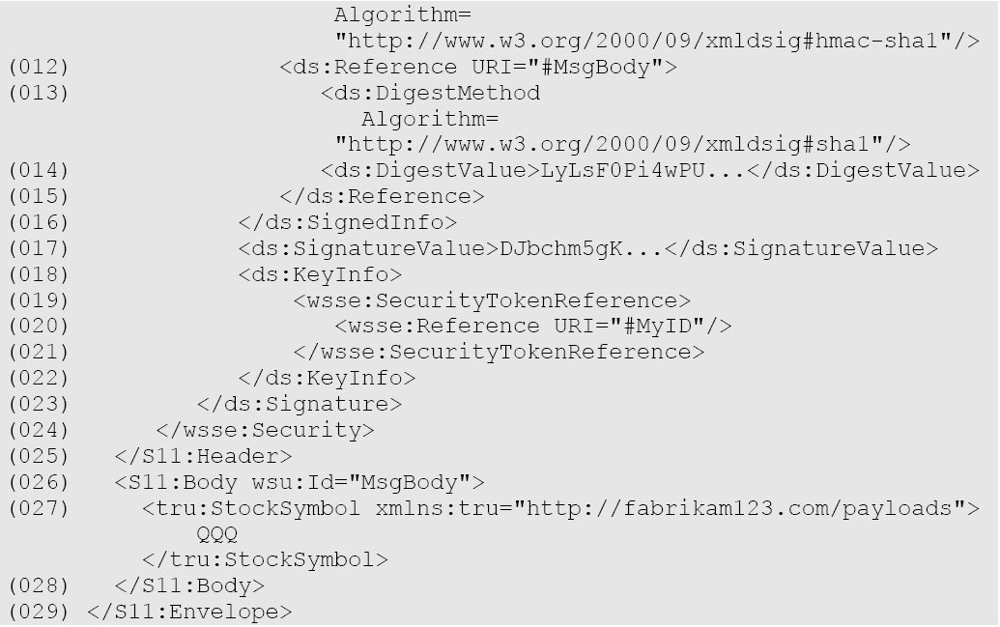 Algorithm=
"http://www.w3.org/2000/09/xmldsig#hmac-sha1"/>
(012) <ds:Reference URI="#MsgBody">
(013) <ds:DigestMethod
Algorithm=
"http://www.w3.org/2000/09/xmldsig#sha1"/>
(014) <ds:DigestValue>LyLsF0Pi4wPU...</ds:DigestValue>
(015) </ds:Reference>
(016) </ds:SignedInfo>
(017) <ds:SignatureValue>DJbchm5gK...</ds:SignatureValue>
(018) <ds:KeyInfo>
(019) <wsse:SecurityTokenReference>
(020) <wsse:Reference URI="#MyID"/>
(021) </wsse:SecurityTokenReference>
(022) </ds:KeyInfo>
(023) </ds:Signature>
(024) </wsse:Security>
(025) </S11:Header>
(026) <S11:Body wsu:Id="MsgBody">
(027) <tru:StockSymbol xmlns:tru="http://fabrikam123.com/payloads">
QQQ
</tru:StockSymbol>
(028) </S11:Body>
(029) </S11:Envelope>